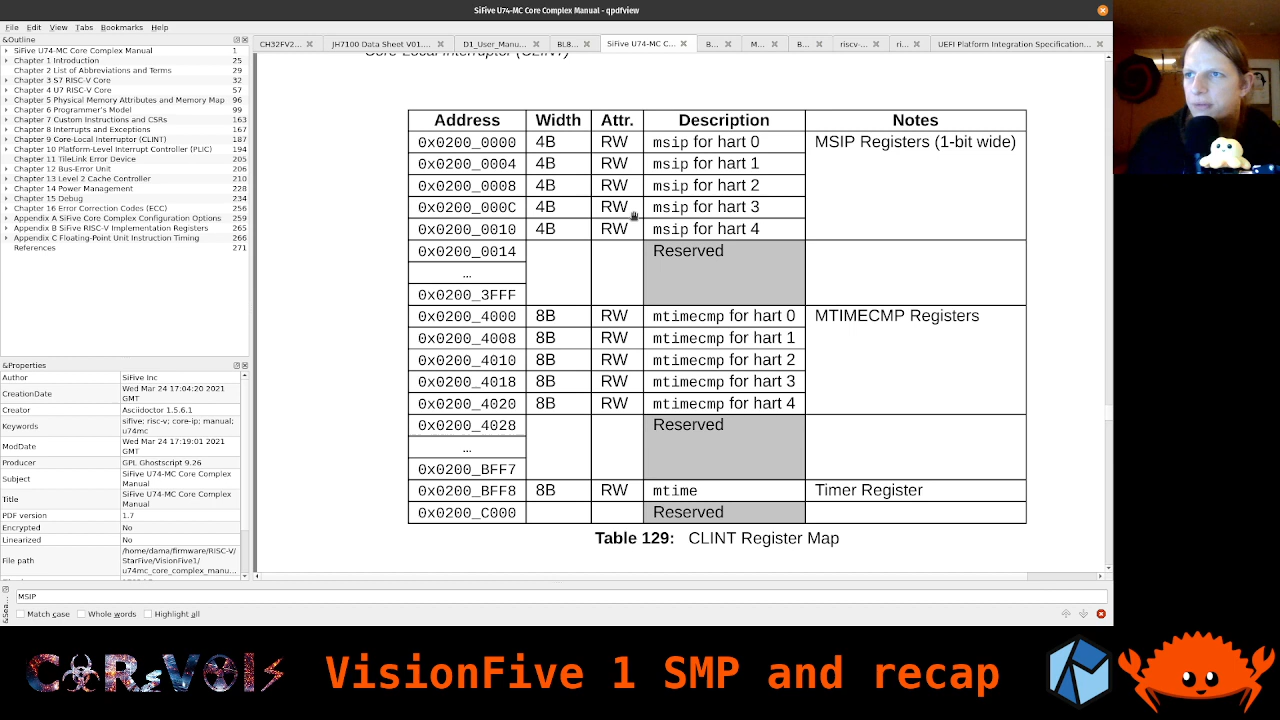 SiFive U74-MC Core Complex Manual - qpdfview
File Edit View Tabs Bookmarks Help
&Outline
CH32FV2... JH7100 Data Sheet V01.... D1_User_Manu... BL8... SiFive U74-MC C... B... M... B... riscv-... ri... UEFI Platform Integration Specification...
SiFive U74-MC Core Complex Manual 1
Chapter 1 Introduction 25
Chapter 2 List of Abbreviations and Terms 29
Chapter 3 S7 RISC-V Core 32
Chapter 4 U7 RISC-V Core 57
Chapter 5 Physical Memory Attributes and Memory Map 96
Chapter 6 Programmer's Model 99
Chapter 7 Custom Instructions and CSRs 163
Chapter 8 Interrupts and Exceptions 167
Chapter 9 Core-Local Interruptor (CLINT) 187
Chapter 10 Platform-Level Interrupt Controller (PLIC) 194
Chapter 11 TileLink Error Device 205
Chapter 12 Bus-Error Unit 206
Chapter 13 Level 2 Cache Controller 210
Chapter 14 Power Management 228
Chapter 15 Debug 234
Chapter 16 Error Correction Codes (ECC) 256
Appendix A SiFive Core Complex Configuration Options 259
Appendix B SiFive RISC-V Implementation Registers 265
Appendix C Floating-Point Unit Instruction Timing 266
References 271
&Properties
Author SiFive Inc
CreationDate Wed Mar 24 17:04:20 2021 GMT
Creator Asciidoctor 1.5.6.1
Keywords sifive; risc-v; core-ip; manual; u74mc
ModDate Wed Mar 24 17:19:01 2021 GMT
Producer GPL Ghostscript 9.26
Subject SiFive U74-MC Core Complex Manual
Title SiFive U74-MC Core Complex Manual
PDF version 1.7
Encrypted No
Linearized No
File path /home/dama/firmware/RISC-V/StarFive/VisionFive1/u74mc_core_complex_manu...
Core-Local Interruptor (CLINT)
Address Width Attr. Description Notes
0x0200_0000 4B RW msip for hart 0 MSIP Registers (1-bit wide)
0x0200_0004 4B RW msip for hart 1
0x0200_0008 4B RW msip for hart 2
0x0200_000C 4B RW msip for hart 3
0x0200_0010 4B RW msip for hart 4
0x0200_0014 Reserved
...
0x0200_3FFF
0x0200_4000 8B RW mtimecmp for hart 0 MTIMECMP Registers
0x0200_4008 8B RW mtimecmp for hart 1
0x0200_4010 8B RW mtimecmp for hart 2
0x0200_4018 8B RW mtimecmp for hart 3
0x0200_4020 8B RW mtimecmp for hart 4
0x0200_4028 Reserved
...
0x0200_BFF7
0x0200_BFF8 8B RW mtime Timer Register
0x0200_C000 Reserved
Table 129: CLINT Register Map
&Sea...
MSIP
Match case Whole words Highlight all
VisionFive 1 SMP and recap